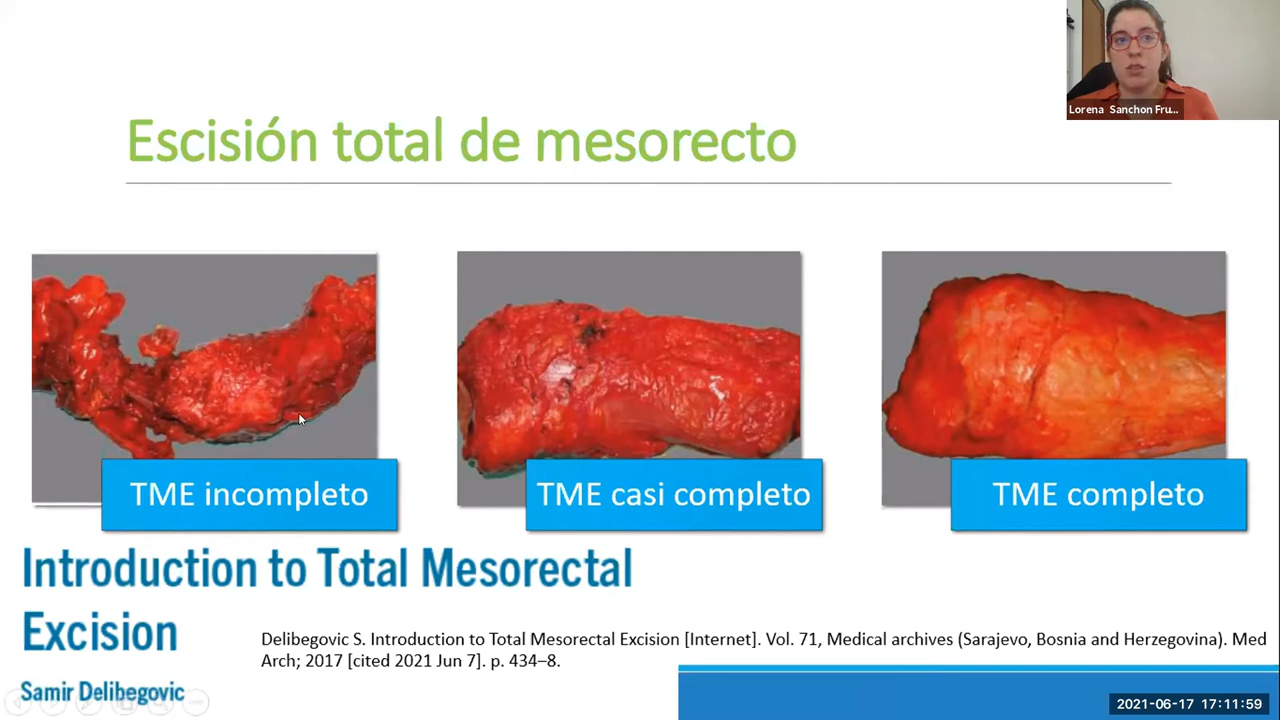 Lorena Sanchon Fru...
Escisión total de mesorecto
TME incompleto
TME casi completo
TME completo
Introduction to Total Mesorectal
Excision
Samir Delibegovic
Delibegovic S. Introduction to Total Mesorectal Excision [Internet]. Vol. 71, Medical archives (Sarajevo, Bosnia and Herzegovina). Med
Arch; 2017 [cited 2021 Jun 7]. p. 434–8.
2021-06-17 17:11:59